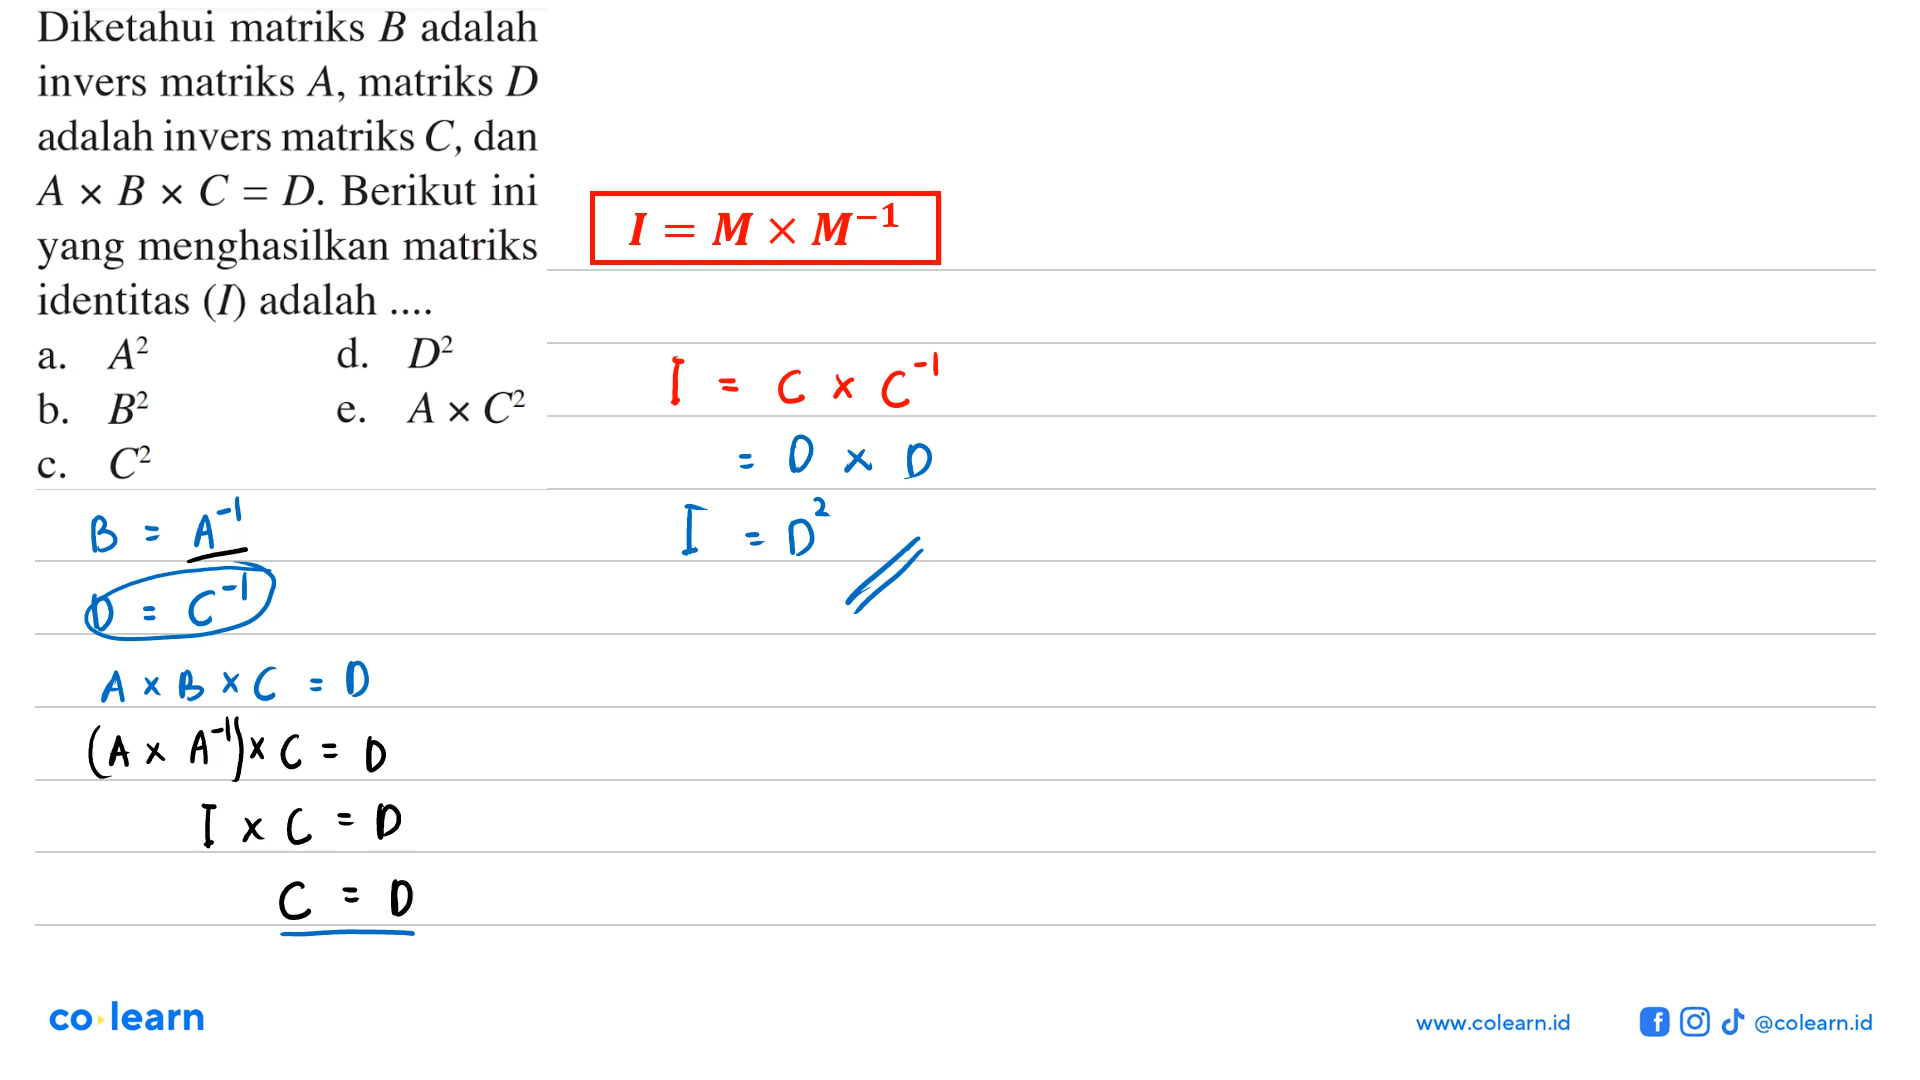 Diketahui matriks B adalah
invers matriks A, matriks D
adalah invers matriks C, dan
A × B × C = D. Berikut ini
yang menghasilkan matriks
identitas (I) adalah ....
a. A² d. D²
b. B² e. A × C²
c. C²
B = A⁻¹
D = C⁻¹
A × B × C = D
(A × A⁻¹) × C = D
I × C = D
C = D
I = M × M⁻¹
I = C × C⁻¹
= D × D
I = D²
co learn
www.colearn.id
@colearn.id